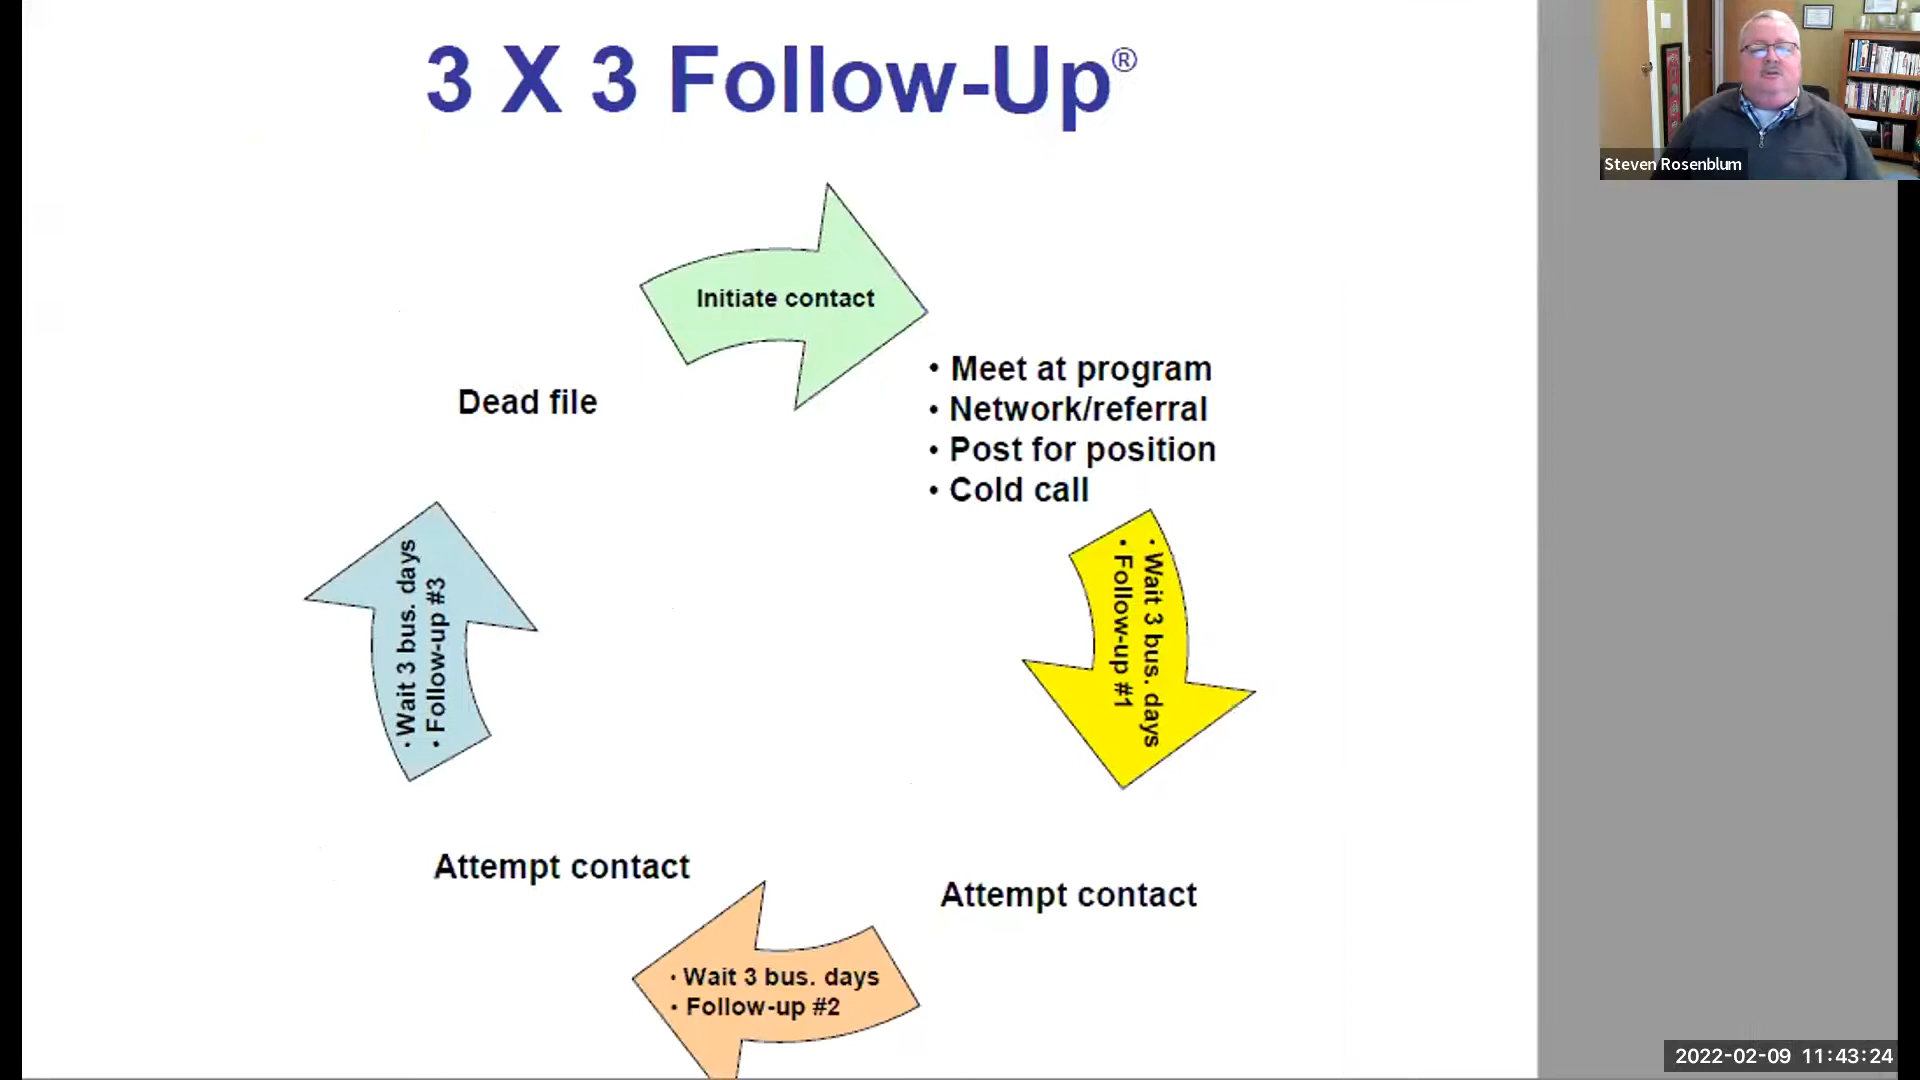 3 X 3 Follow-Up®
Steven Rosenblum
Initiate contact
• Meet at program
• Network/referral
• Post for position
• Cold call
• Wait 3 bus. days
• Follow-up #1
Attempt contact
• Wait 3 bus. days
• Follow-up #2
Attempt contact
• Wait 3 bus. days
• Follow-up #3
Dead file
2022-02-09 11:43:24